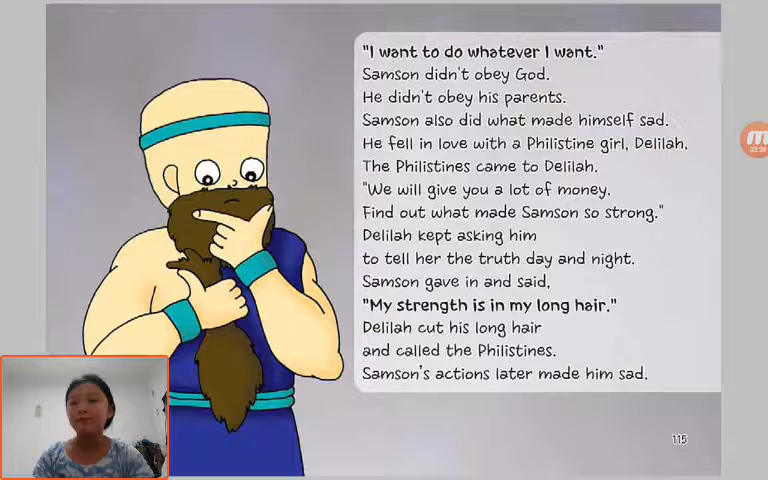 "I want to do whatever I want."
Samson didn't obey God.
He didn't obey his parents.
Samson also did what made himself sad.
He fell in love with a Philistine girl, Delilah.
The Philistines came to Delilah.
"We will give you a lot of money.
Find out what made Samson so strong."
Delilah kept asking him
to tell her the truth day and night.
Samson gave in and said,
"My strength is in my long hair."
Delilah cut his long hair
and called the Philistines.
Samson's actions later made him sad.
115